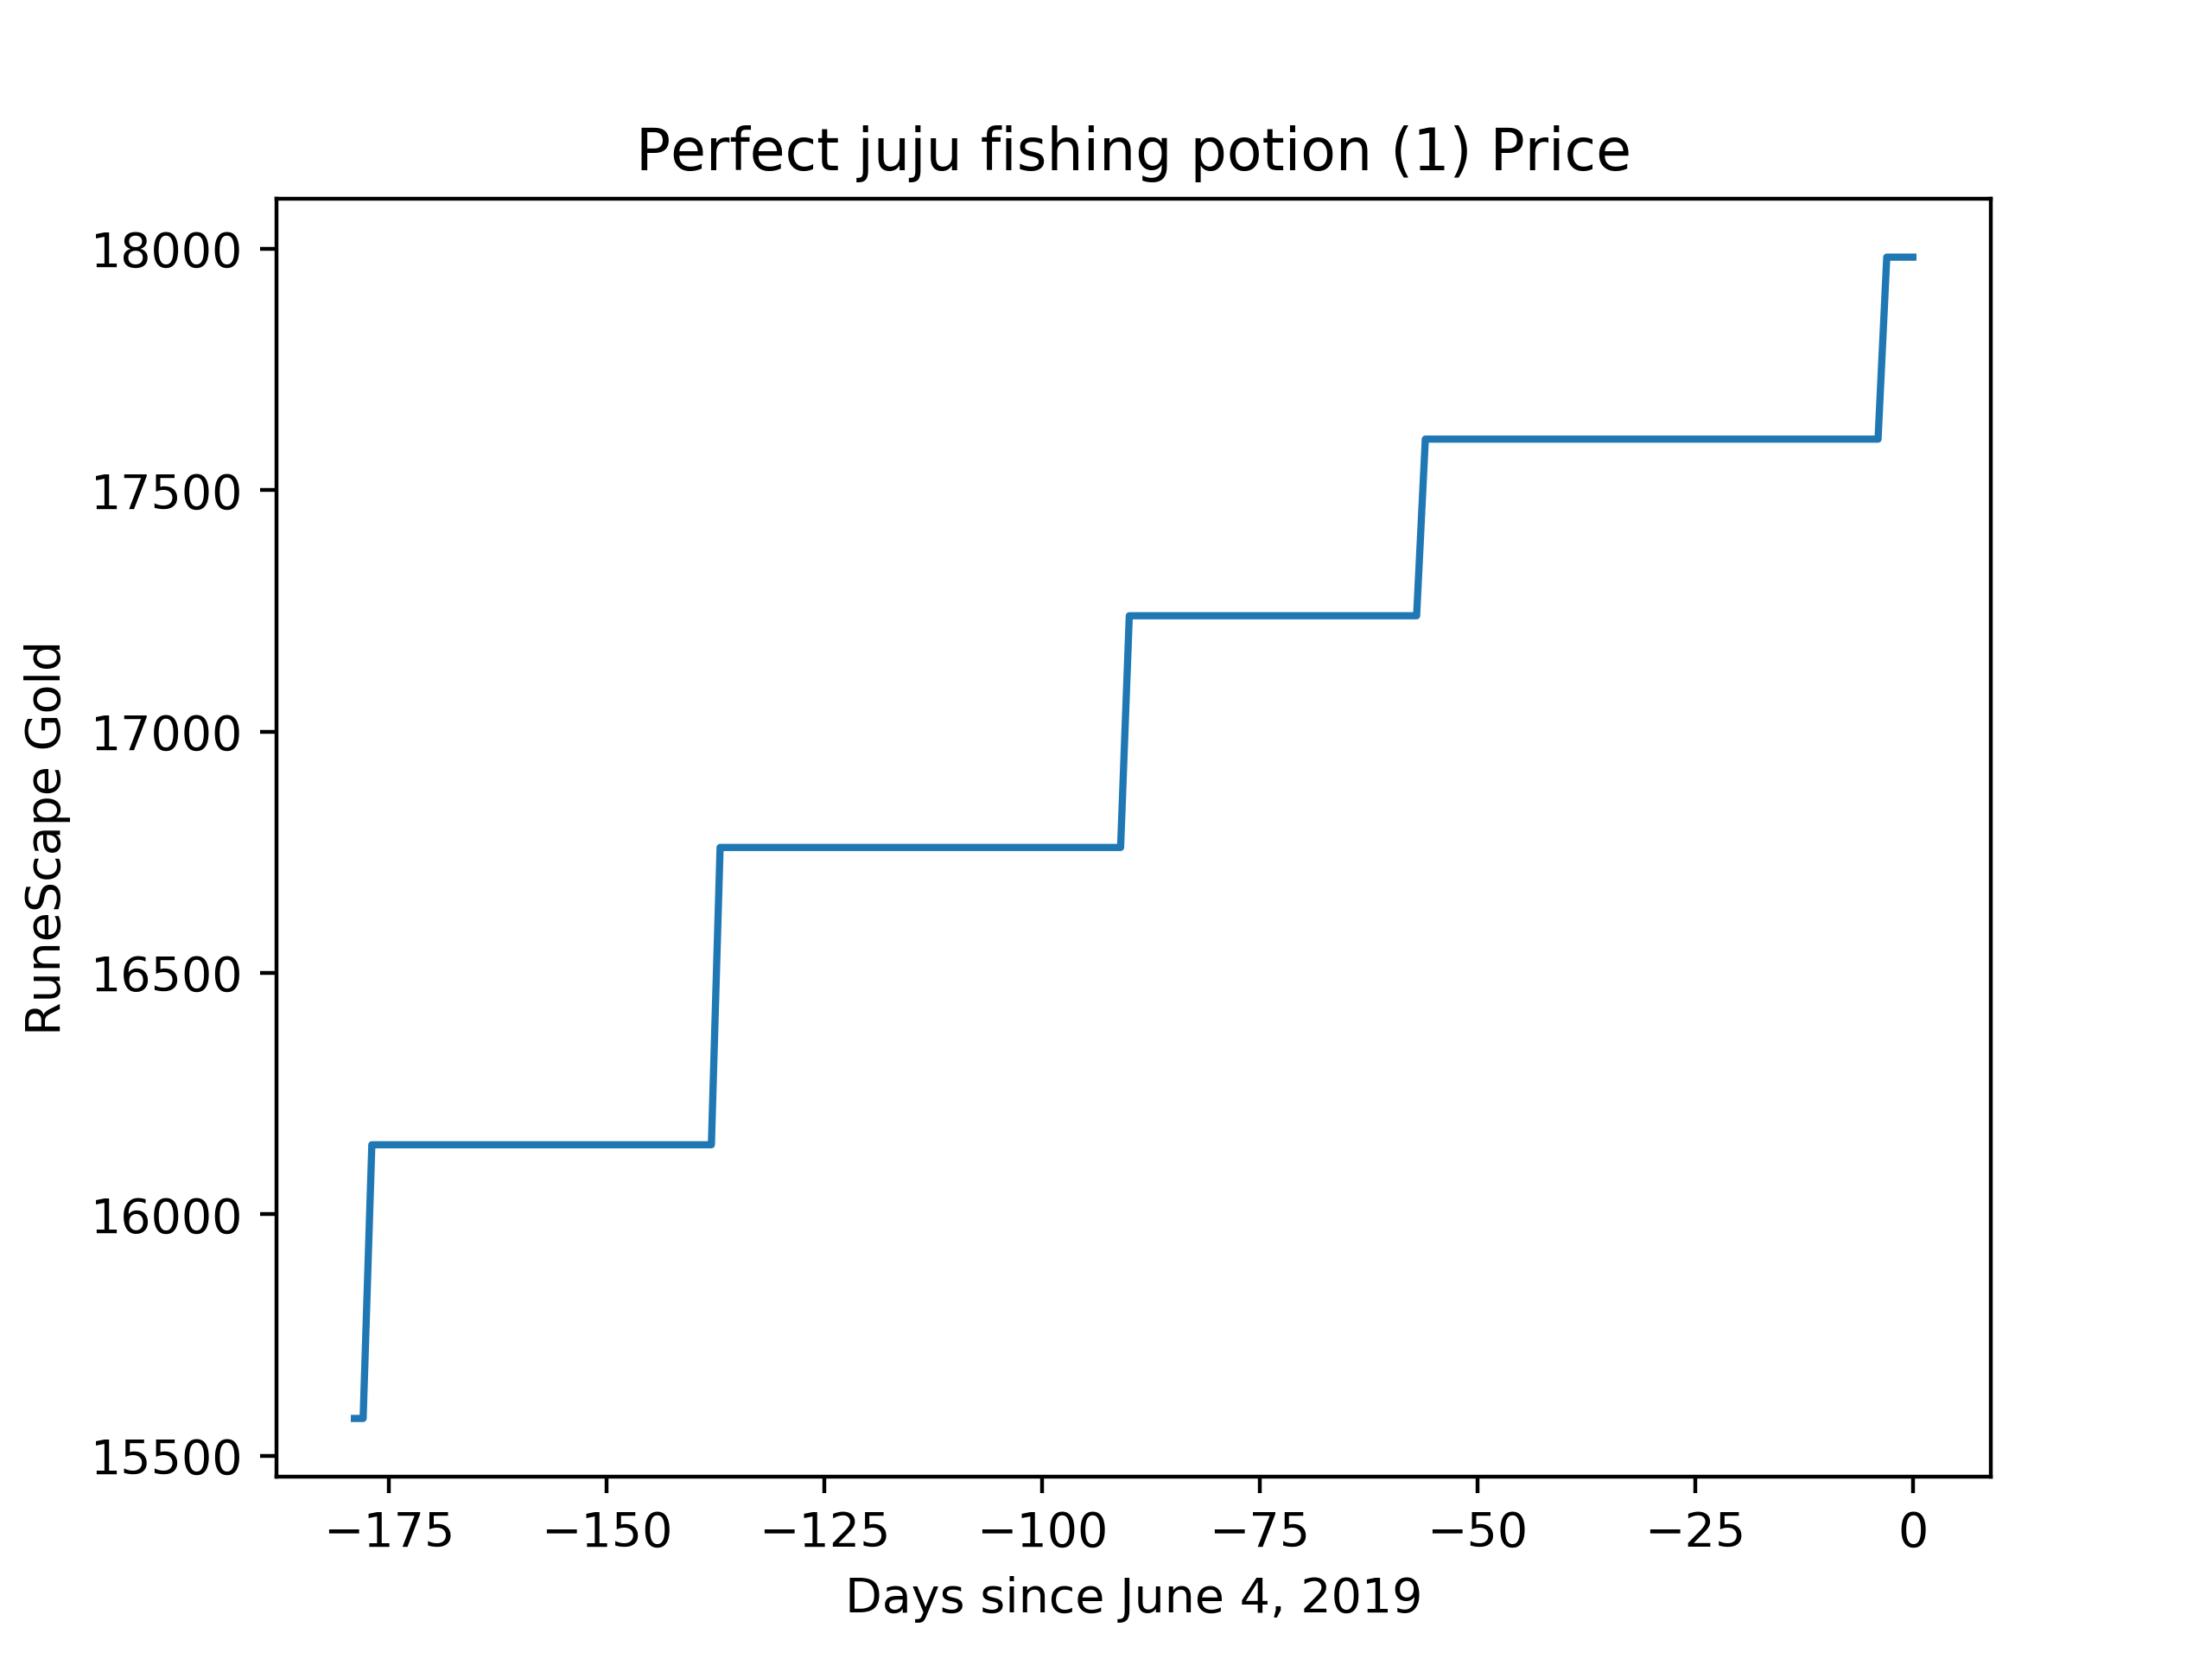 Perfect juju fishing potion (1) Price
RuneScape Gold
18000
17500
17000
16500
16000
15500
−175 −150 −125 −100 −75 −50 −25 0
Days since June 4, 2019